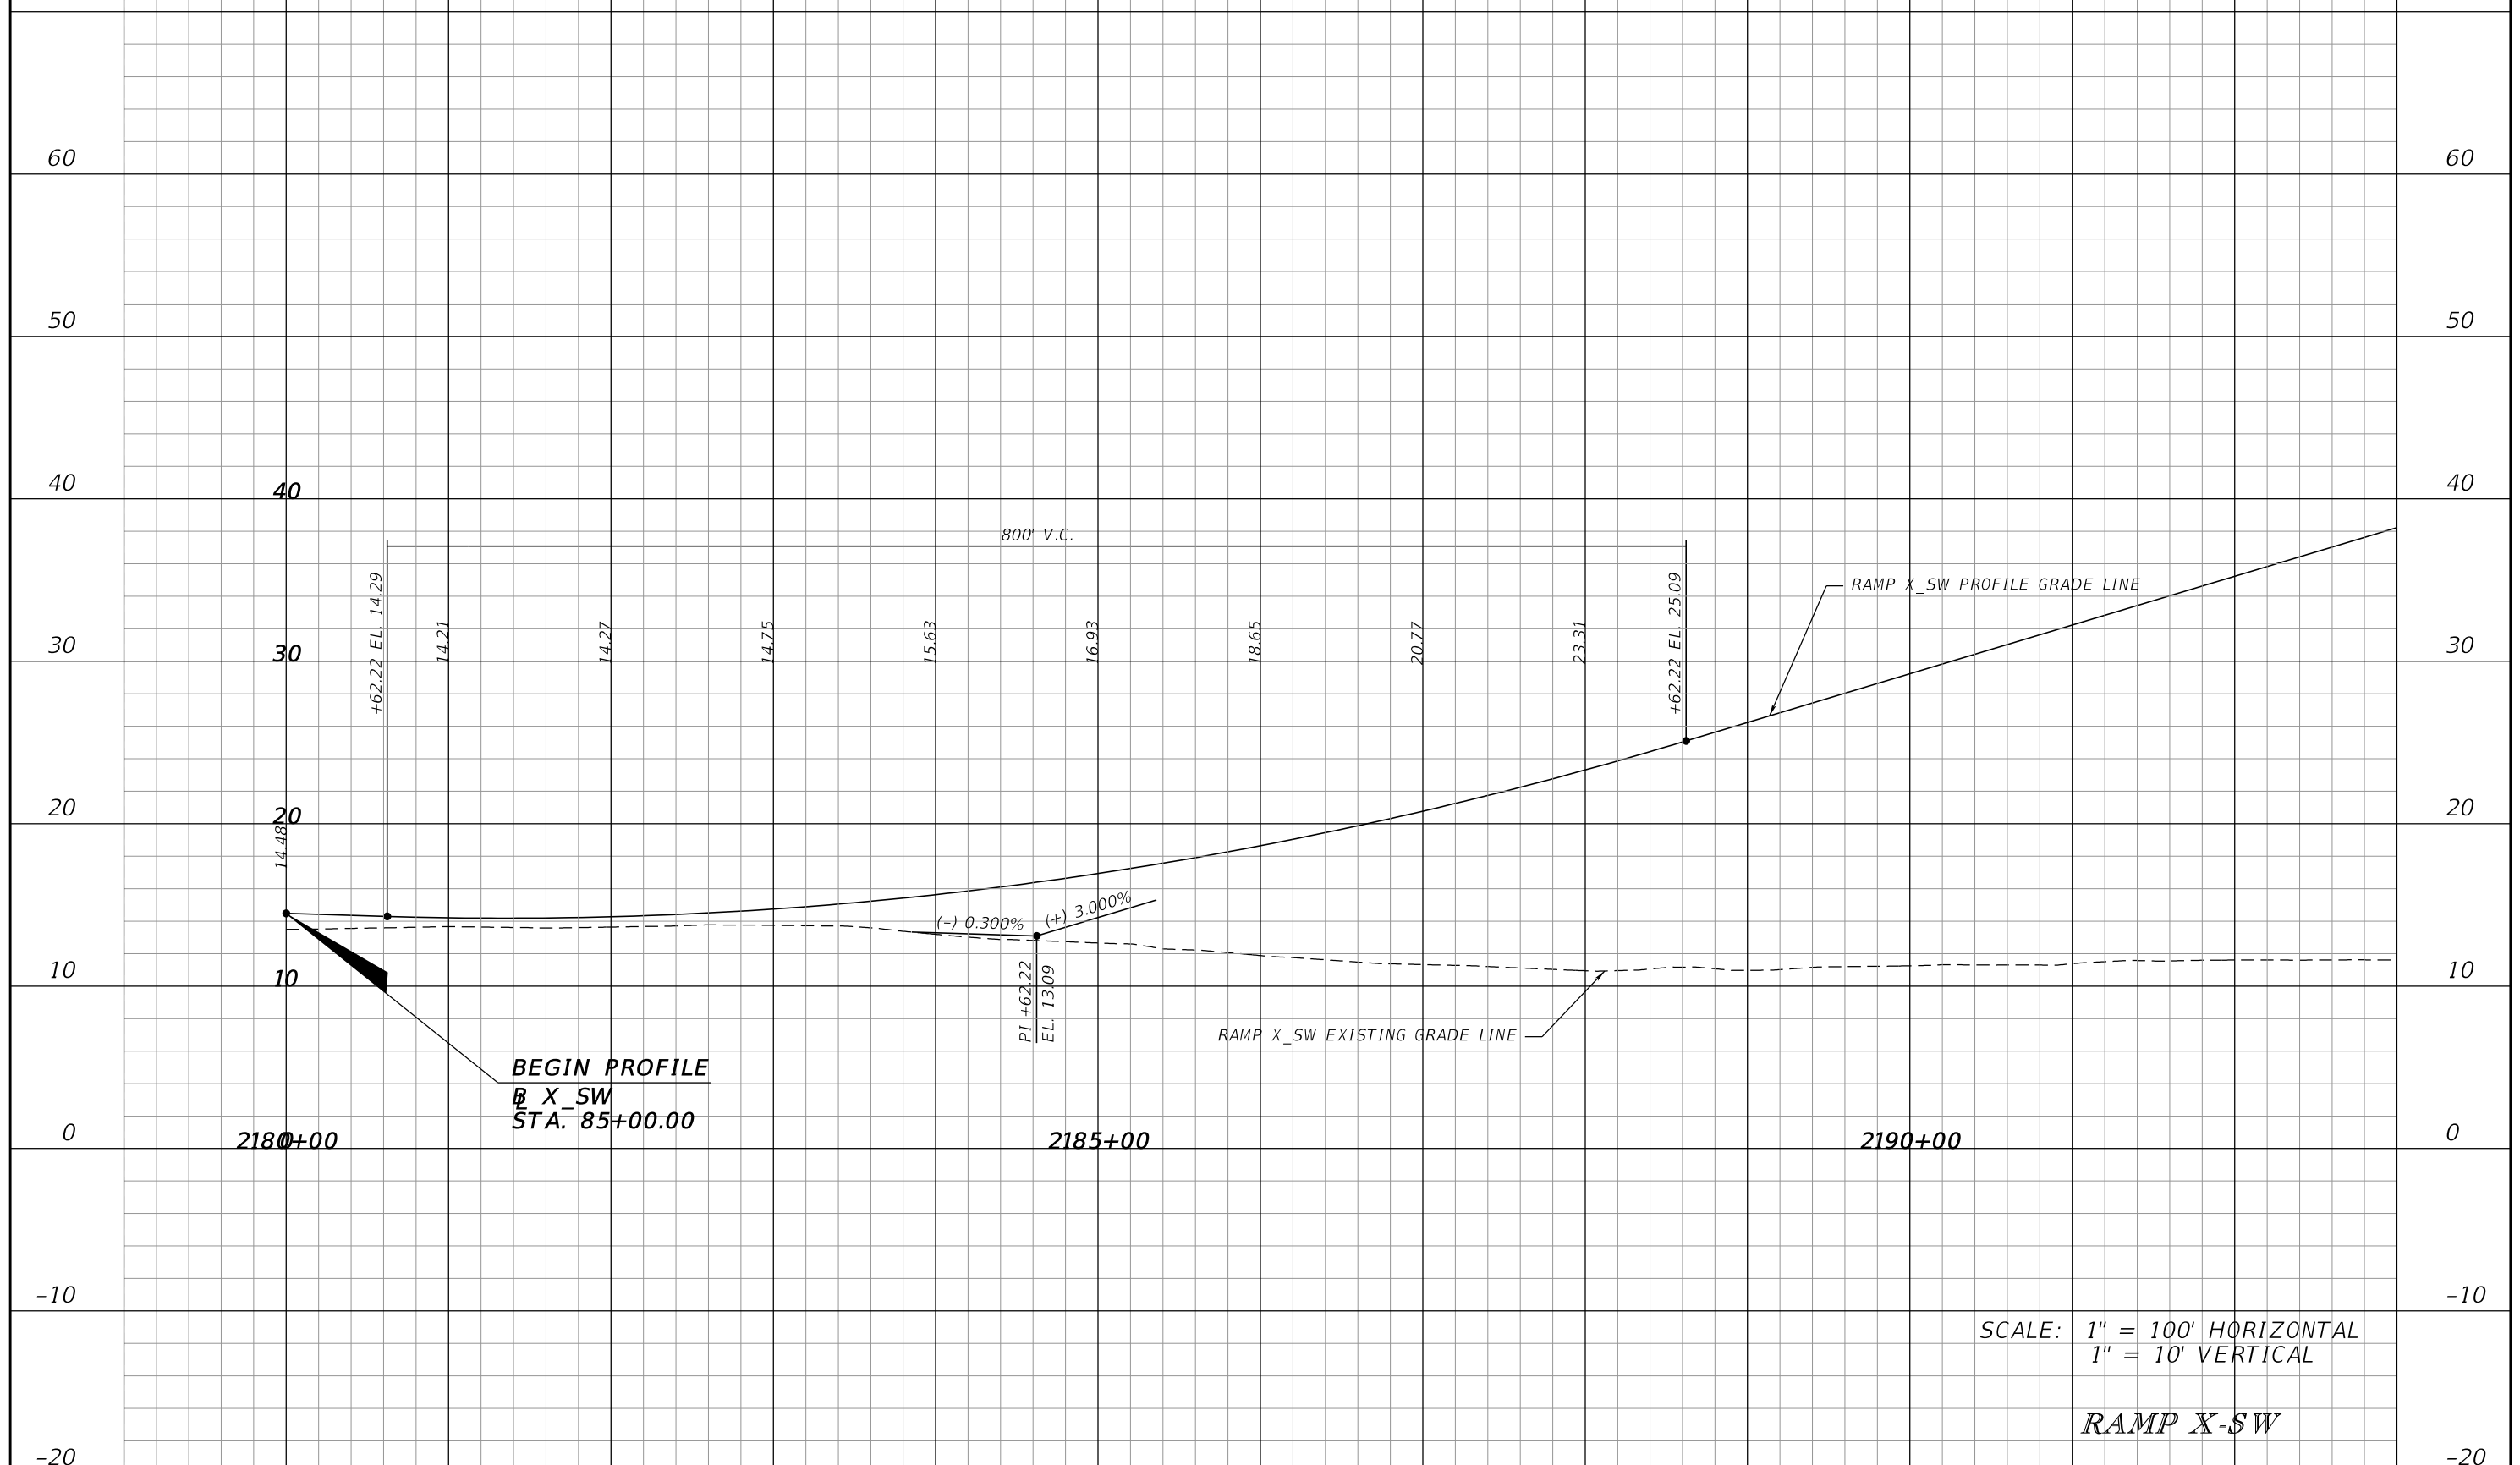 60
60
50
50
40
40
40
800' V.C.
+62.22 EL. 14.29
+62.22 EL. 25.09
RAMP X_SW PROFILE GRADE LINE
14.21
14.27
14.75
15.63
16.93
18.65
20.77
23.31
30
30
30
20
20
20
14.48
(-) 0.300%
(+) 3.000%
10
10
10
PI +62.22
EL. 13.09
RAMP X_SW EXISTING GRADE LINE
BEGIN PROFILE
BL X_SW
STA. 85+00.00
0
0
2180+00
2185+00
2190+00
0
-10
-10
SCALE: 1" = 100' HORIZONTAL
1" = 10' VERTICAL
RAMP X-SW
-20
-20